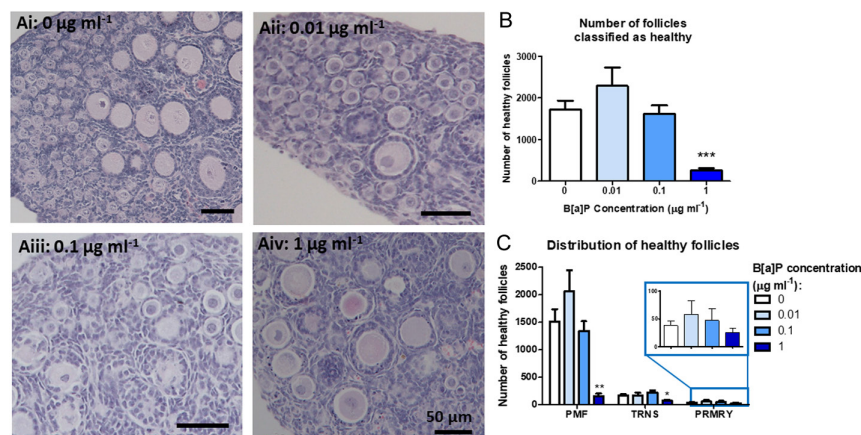 Ai: 0 µg ml⁻¹
Aii: 0.01 µg ml⁻¹
Aiii: 0.1 µg ml⁻¹
Aiv: 1 µg ml⁻¹
50 µm
B
Number of follicles
classified as healthy
Number of healthy follicles
3000
2000
1000
0
***
0 0.01 0.1 1
B[a]P Concentration (µg ml⁻¹)
C
Distribution of healthy follicles
Number of healthy follicles
2500
2000
1500
1000
500
0
**
*
100
50
0
PMF TRNS PRMRY
B[a]P concentration
(µg ml⁻¹):
0
0.01
0.1
1